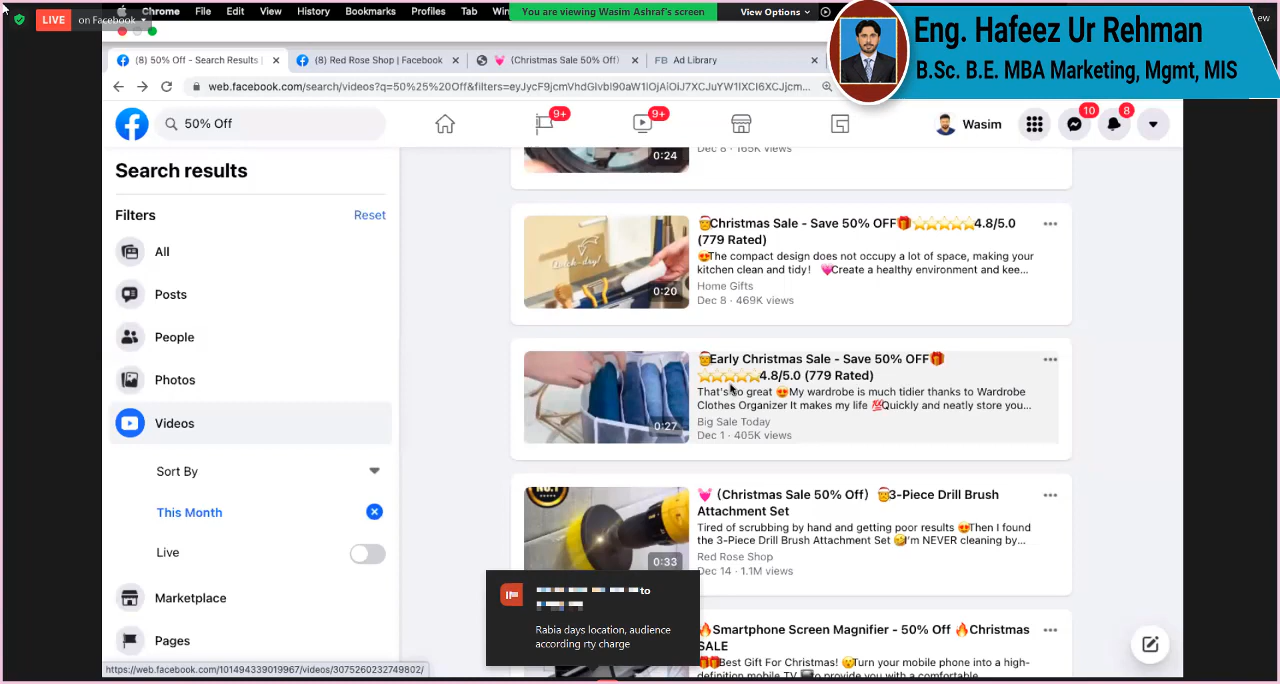 LIVE on Facebook
Chrome File Edit View History Bookmarks Profiles Tab
You are viewing Wasim Ashraf's screen
View Options
Eng. Hafeez Ur Rehman
B.Sc. B.E. MBA Marketing, Mgmt, MIS
(8) 50% Off - Search Results |
(8) Red Rose Shop | Facebook
(Christmas Sale 50% Off)
FB Ad Library
50% Off
9+
9+
Wasim
10
8
Search results
Filters
Reset
All
Posts
People
Photos
Videos
Sort By
This Month
Live
Marketplace
Pages
0:24
Dec 8 · 165K views
Quick-day!
0:20
🎅Christmas Sale - Save 50% OFF🎁⭐⭐⭐⭐⭐4.8/5.0
(779 Rated)
😍The compact design does not occupy a lot of space, making your
kitchen clean and tidy! 💗Create a healthy environment and kee...
Home Gifts
Dec 8 · 469K views
0:27
🎅Early Christmas Sale - Save 50% OFF🎁
⭐⭐⭐⭐⭐4.8/5.0 (779 Rated)
That's so great 😍My wardrobe is much tidier thanks to Wardrobe
Clothes Organizer It makes my life 💯Quickly and neatly store you...
Big Sale Today
Dec 1 · 405K views
0:33
💓 (Christmas Sale 50% Off) 🎅3-Piece Drill Brush
Attachment Set
Tired of scrubbing by hand and getting poor results 😍Then I found
the 3-Piece Drill Brush Attachment Set 🤣I'm NEVER cleaning by...
Red Rose Shop
Dec 14 · 1.1M views
🔥Smartphone Screen Magnifier - 50% Off 🔥Christmas
SALE
🎁🎁Best Gift For Christmas! 😮Turn your mobile phone into a high-
definition mobile TV
to
Rabia days location, audience
according rty charge
https://web.facebook.com/101494339019967/videos/3075260232749802/